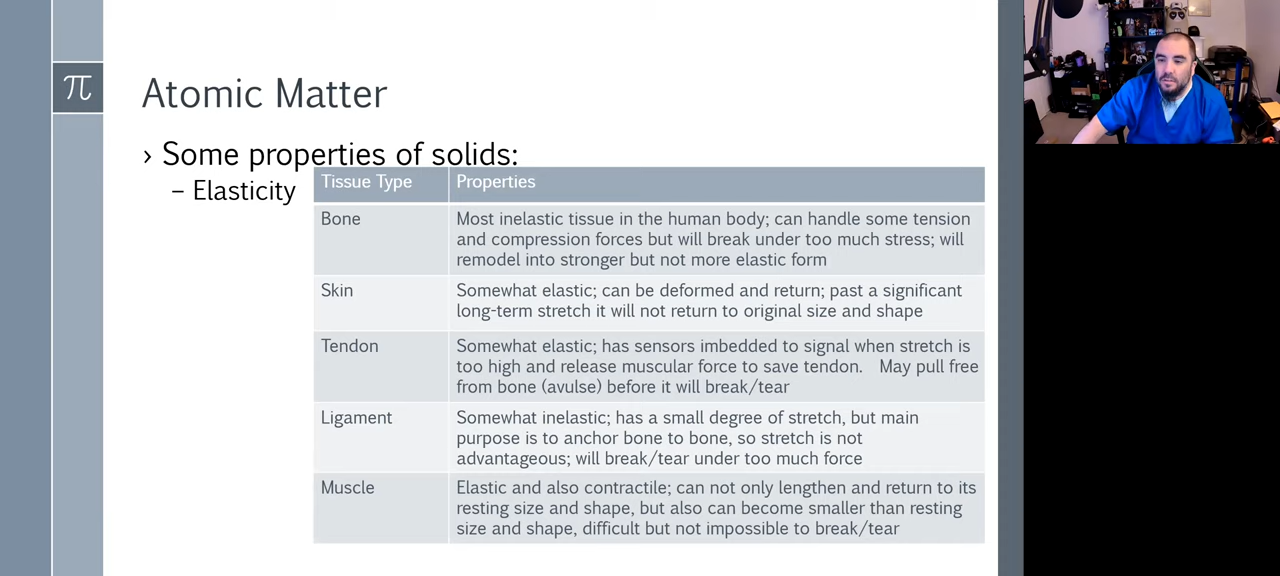 π
Atomic Matter
› Some properties of solids:
– Elasticity
Tissue Type Properties
Bone Most inelastic tissue in the human body; can handle some tension
and compression forces but will break under too much stress; will
remodel into stronger but not more elastic form
Skin Somewhat elastic; can be deformed and return; past a significant
long-term stretch it will not return to original size and shape
Tendon Somewhat elastic; has sensors imbedded to signal when stretch is
too high and release muscular force to save tendon. May pull free
from bone (avulse) before it will break/tear
Ligament Somewhat inelastic; has a small degree of stretch, but main
purpose is to anchor bone to bone, so stretch is not
advantageous; will break/tear under too much force
Muscle Elastic and also contractile; can not only lengthen and return to its
resting size and shape, but also can become smaller than resting
size and shape, difficult but not impossible to break/tear